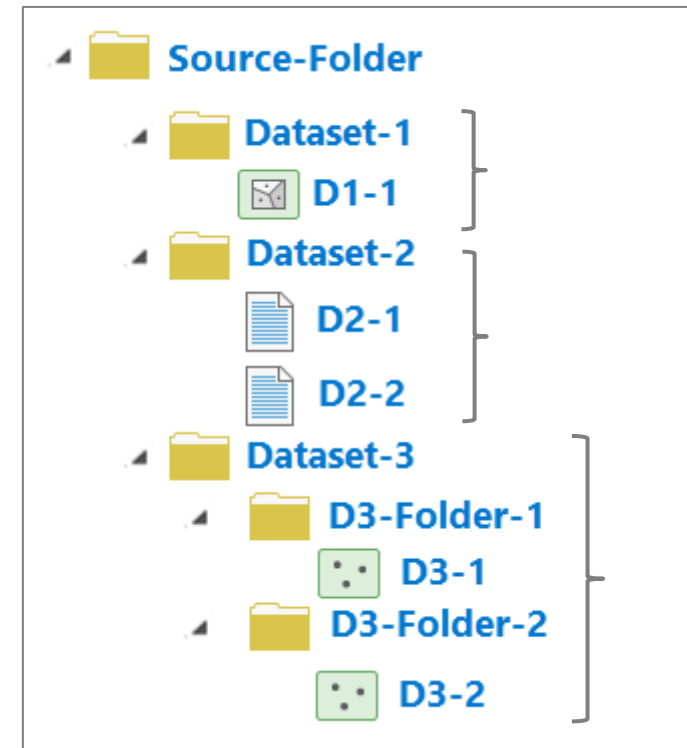 Source-Folder
Dataset-1
D1-1
Dataset-2
D2-1
D2-2
Dataset-3
D3-Folder-1
D3-1
D3-Folder-2
D3-2